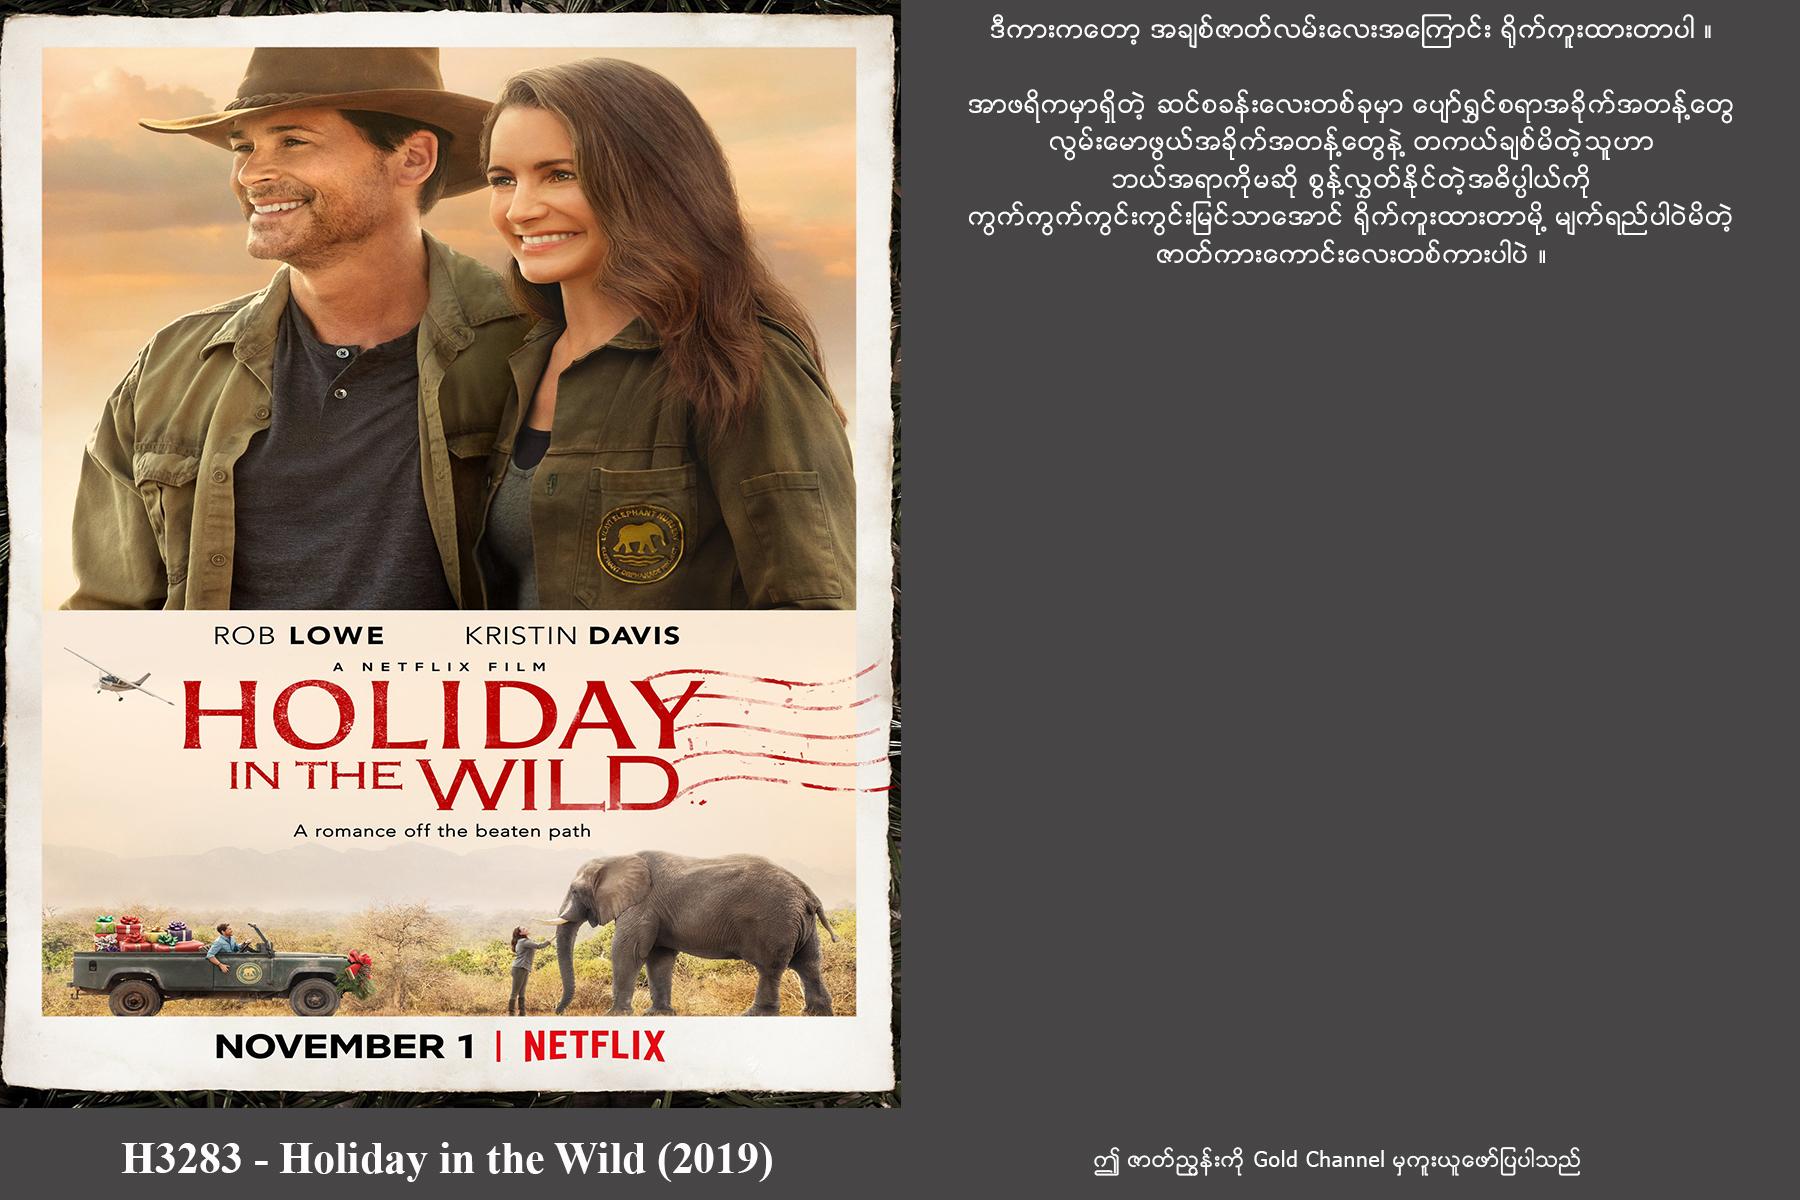 ROB LOWE KRISTIN DAVIS
A NETFLIX FILM
HOLIDAY
IN THE WILD
A romance off the beaten path
NOVEMBER 1 | NETFLIX
H3283 - Holiday in the Wild (2019)
ဒီကားကတော့ အချစ်ဇာတ်လမ်းလေးအကြောင်း ရိုက်ကူးထားတာပါ ။
အာဖရိကမှာရှိတဲ့ ဆင်စခန်းလေးတစ်ခုမှာ ပျော်ရွှင်စရာအခိုက်အတန့်တွေ
လွမ်းမောဖွယ်အခိုက်အတန့်တွေနဲ့ တကယ်ချစ်မိတဲ့သူဟာ
ဘယ်အရာကိုမဆို စွန့်လွှတ်နိုင်တဲ့အဓိပ္ပါယ်ကို
ကွက်ကွက်ကွင်းကွင်းမြင်သာအောင် ရိုက်ကူးထားတာမို့ မျက်ရည်ပါဝဲမိတဲ့
ဇာတ်ကားကောင်းလေးတစ်ကားပါပဲ ။
ဤ ဇာတ်ညွှန်းကို Gold Channel မှကူးယူဖော်ပြပါသည်